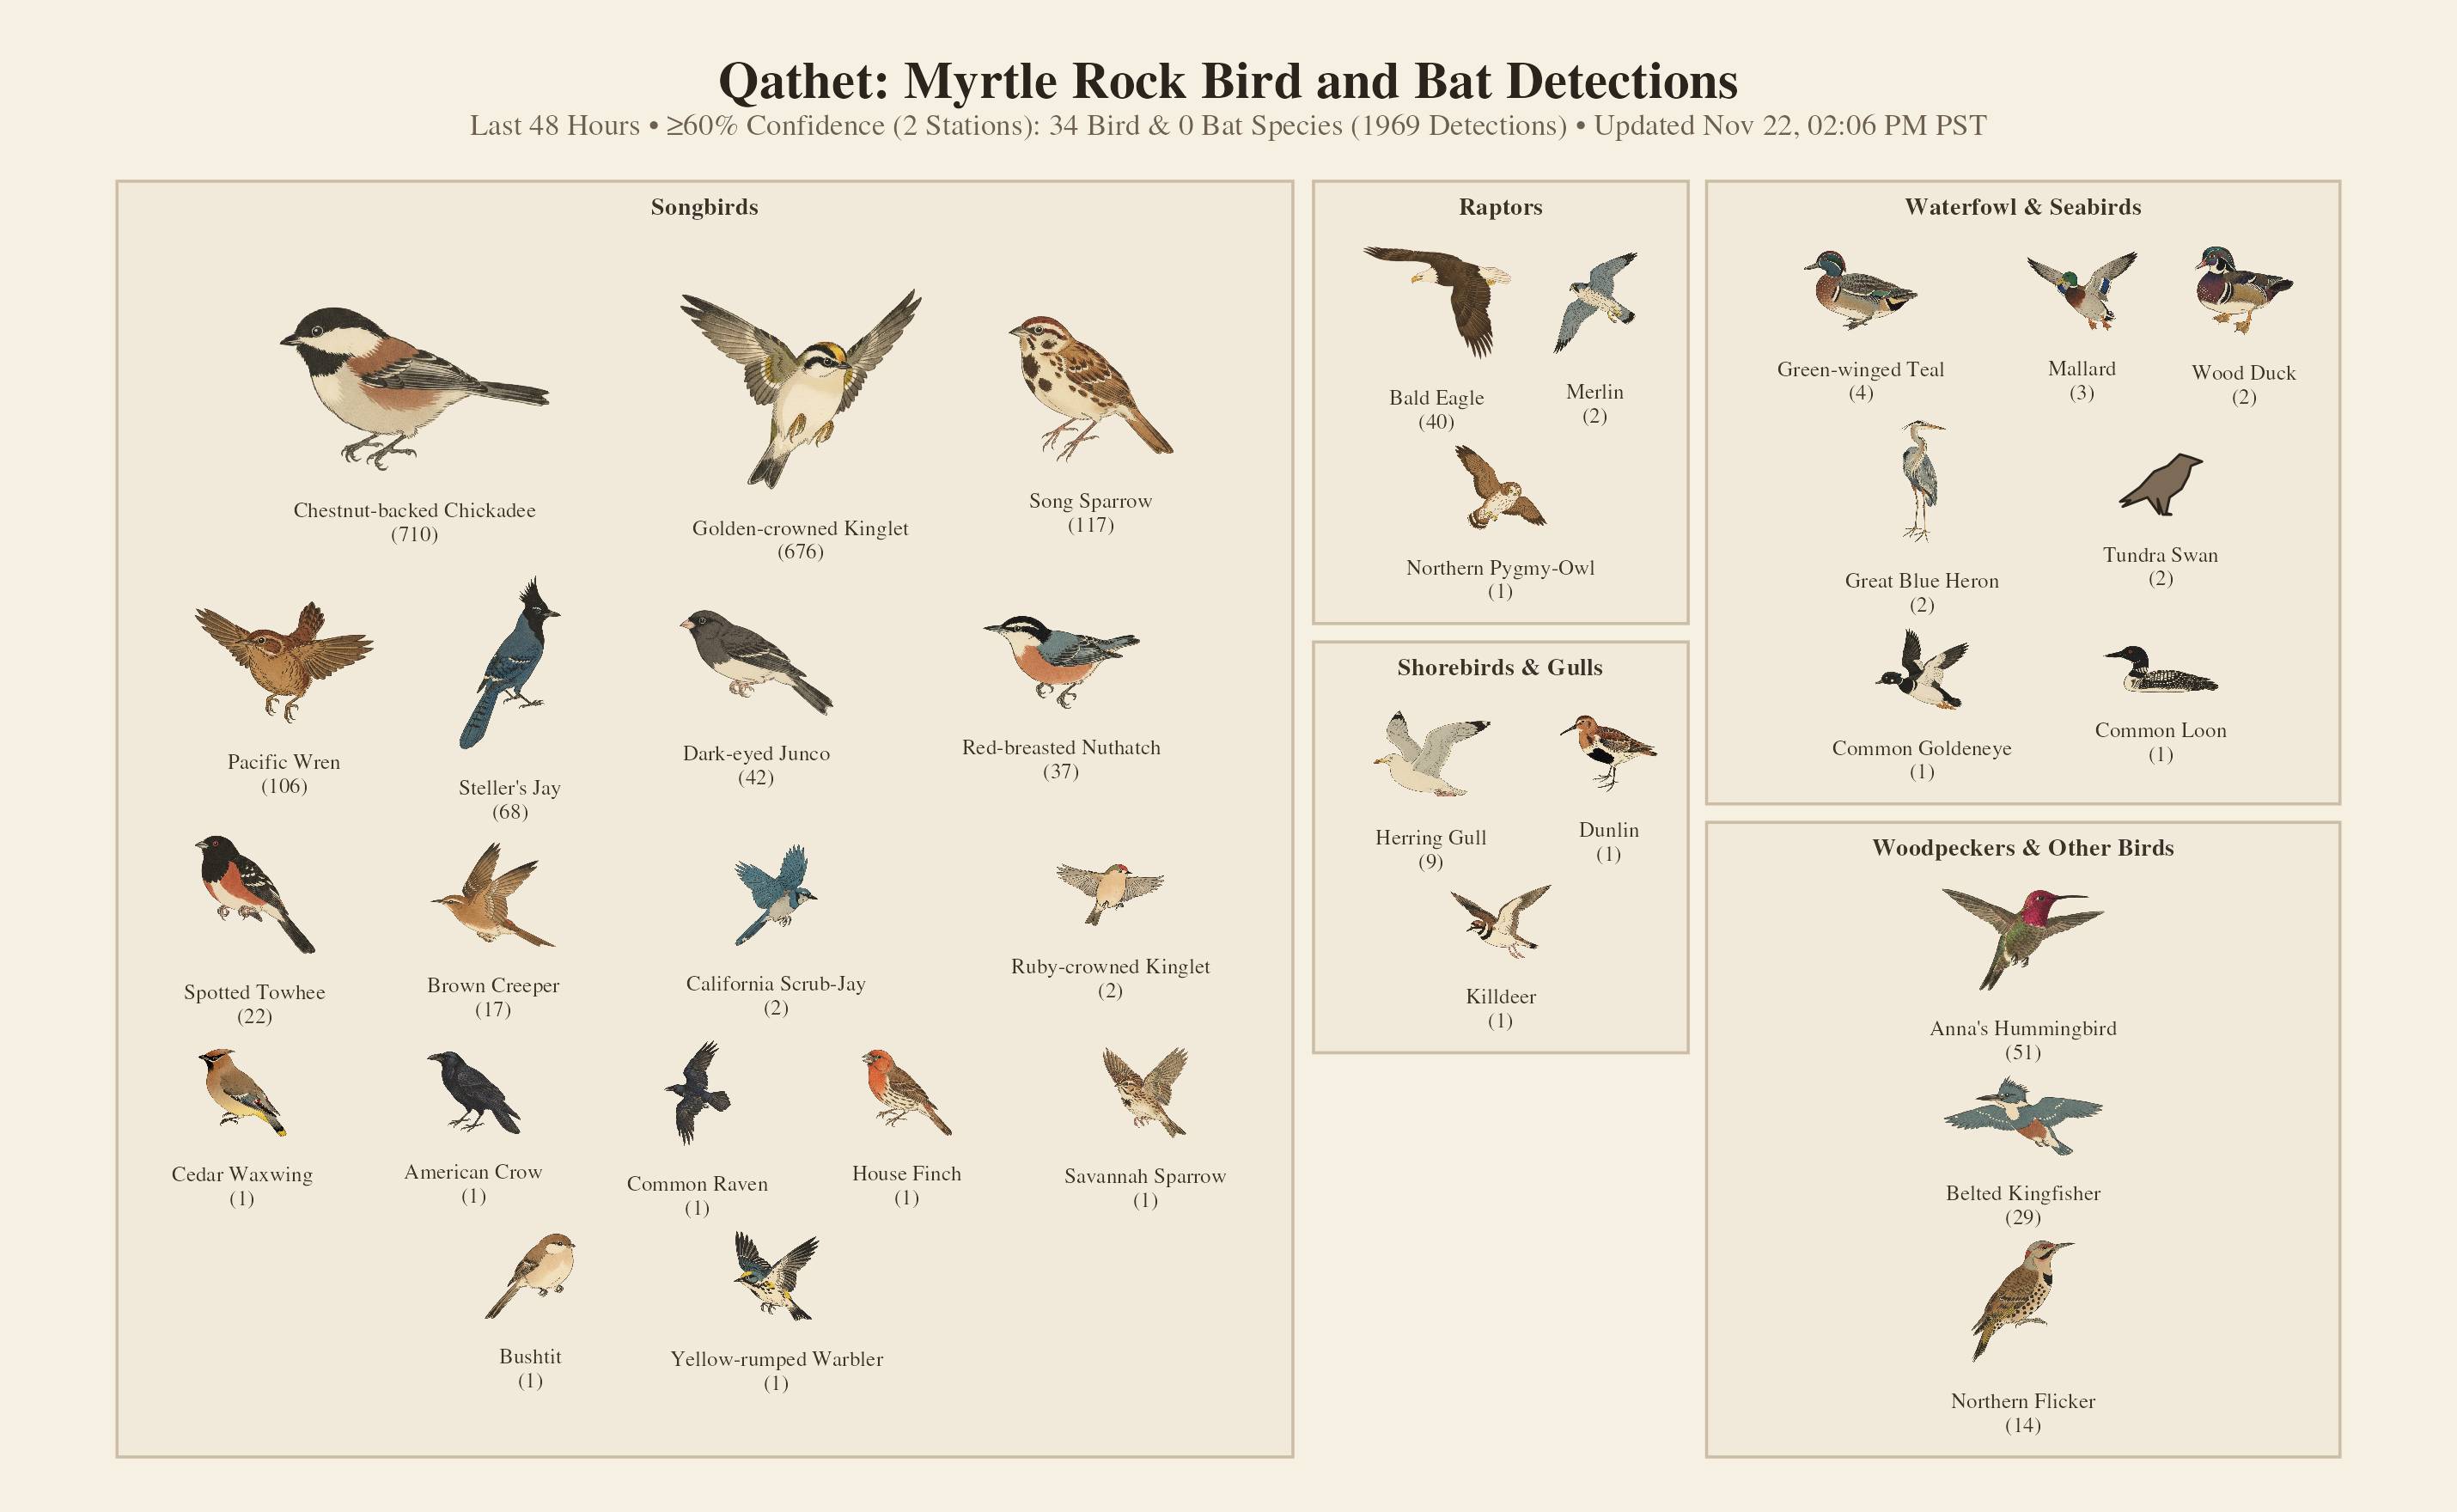 Qathet: Myrtle Rock Bird and Bat Detections
Last 48 Hours • ≥60% Confidence (2 Stations): 34 Bird & 0 Bat Species (1969 Detections) • Updated Nov 22, 02:06 PM PST
Songbirds
Chestnut-backed Chickadee
(710)
Golden-crowned Kinglet
(676)
Song Sparrow
(117)
Pacific Wren
(106)
Steller's Jay
(68)
Dark-eyed Junco
(42)
Red-breasted Nuthatch
(37)
Spotted Towhee
(22)
Brown Creeper
(17)
California Scrub-Jay
(2)
Ruby-crowned Kinglet
(2)
Cedar Waxwing
(1)
American Crow
(1)
Common Raven
(1)
House Finch
(1)
Savannah Sparrow
(1)
Bushtit
(1)
Yellow-rumped Warbler
(1)
Raptors
Bald Eagle
(40)
Merlin
(2)
Northern Pygmy-Owl
(1)
Shorebirds & Gulls
Herring Gull
(9)
Dunlin
(1)
Killdeer
(1)
Waterfowl & Seabirds
Green-winged Teal
(4)
Mallard
(3)
Wood Duck
(2)
Great Blue Heron
(2)
Tundra Swan
(2)
Common Goldeneye
(1)
Common Loon
(1)
Woodpeckers & Other Birds
Anna's Hummingbird
(51)
Belted Kingfisher
(29)
Northern Flicker
(14)